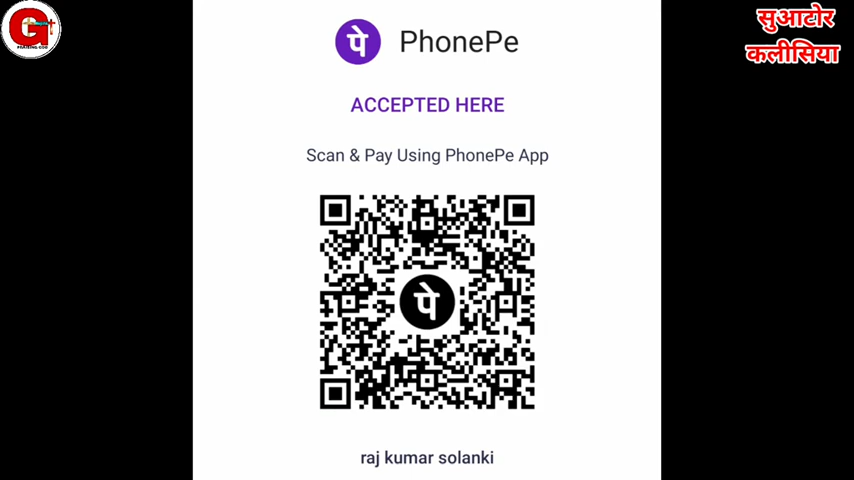 पे PhonePe
सुआटोर
कलीसिया
ACCEPTED HERE
Scan & Pay Using PhonePe App
पे
raj kumar solanki